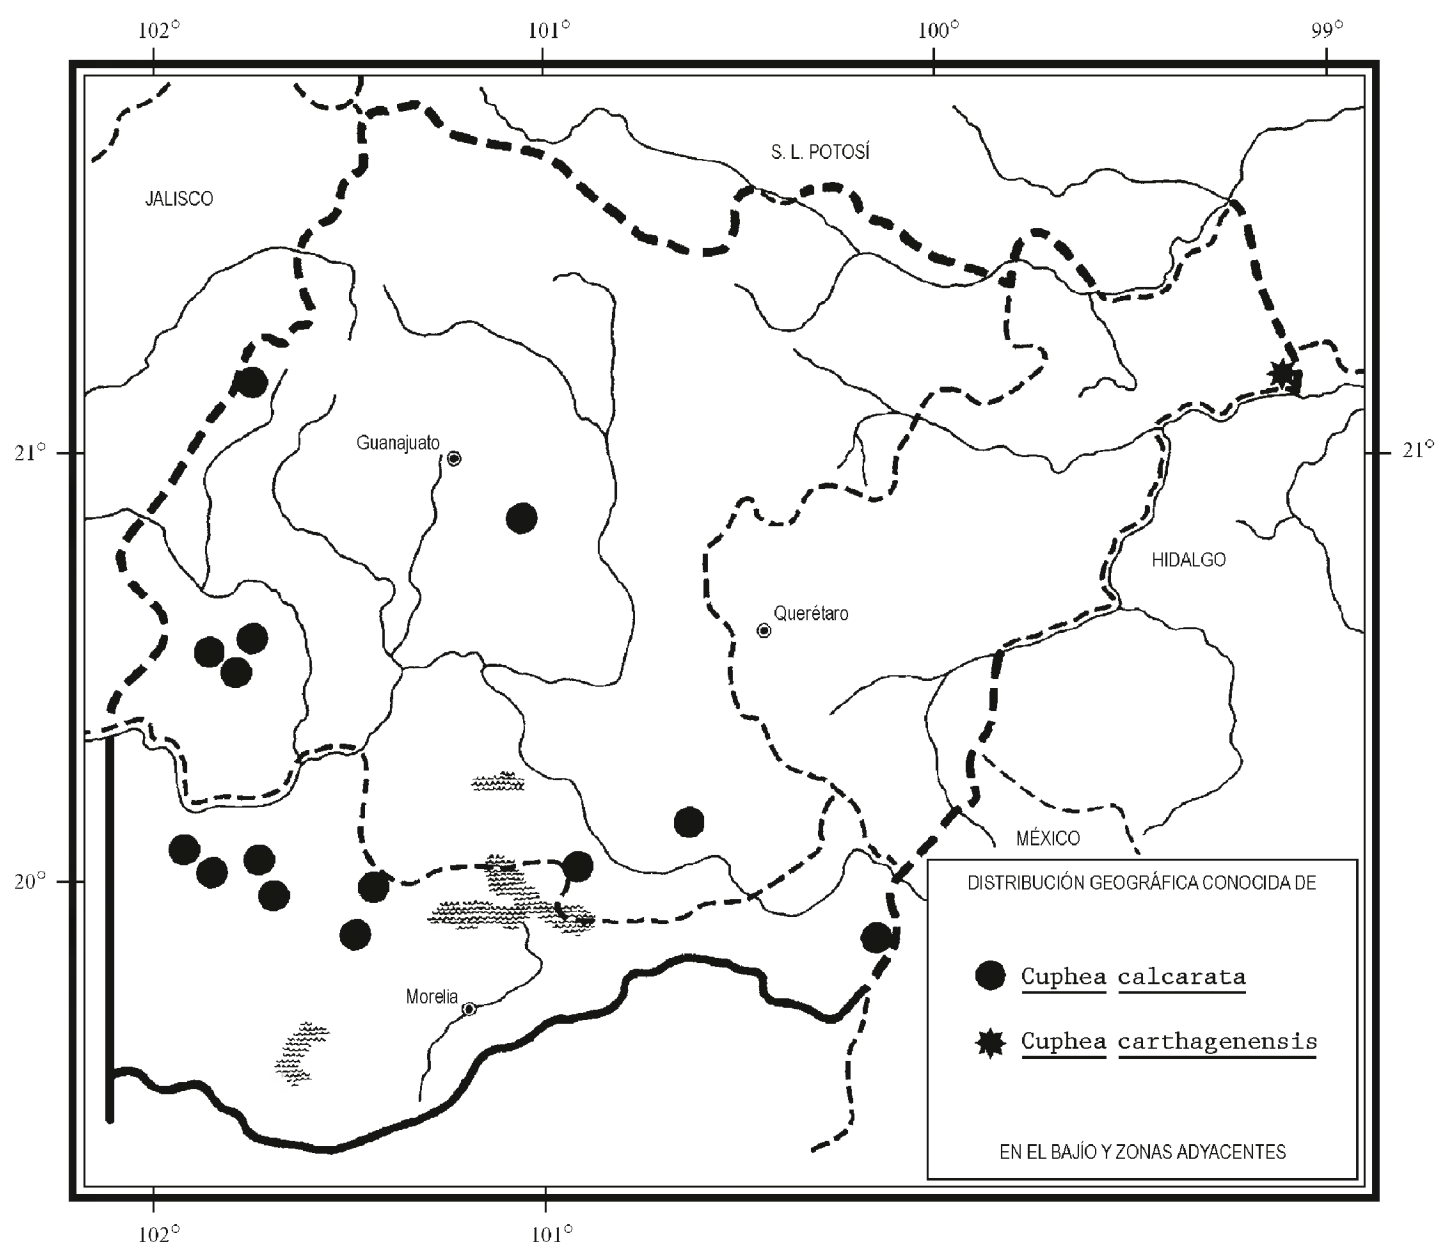 102° 101° 100° 99°
S. L. POTOSÍ
JALISCO
Guanajuato
21° 21°
HIDALGO
Querétaro
MÉXICO
20°
DISTRIBUCIÓN GEOGRÁFICA CONOCIDA DE
Cuphea calcarata
Morelia
Cuphea carthagenensis
EN EL BAJÍO Y ZONAS ADYACENTES
102° 101°